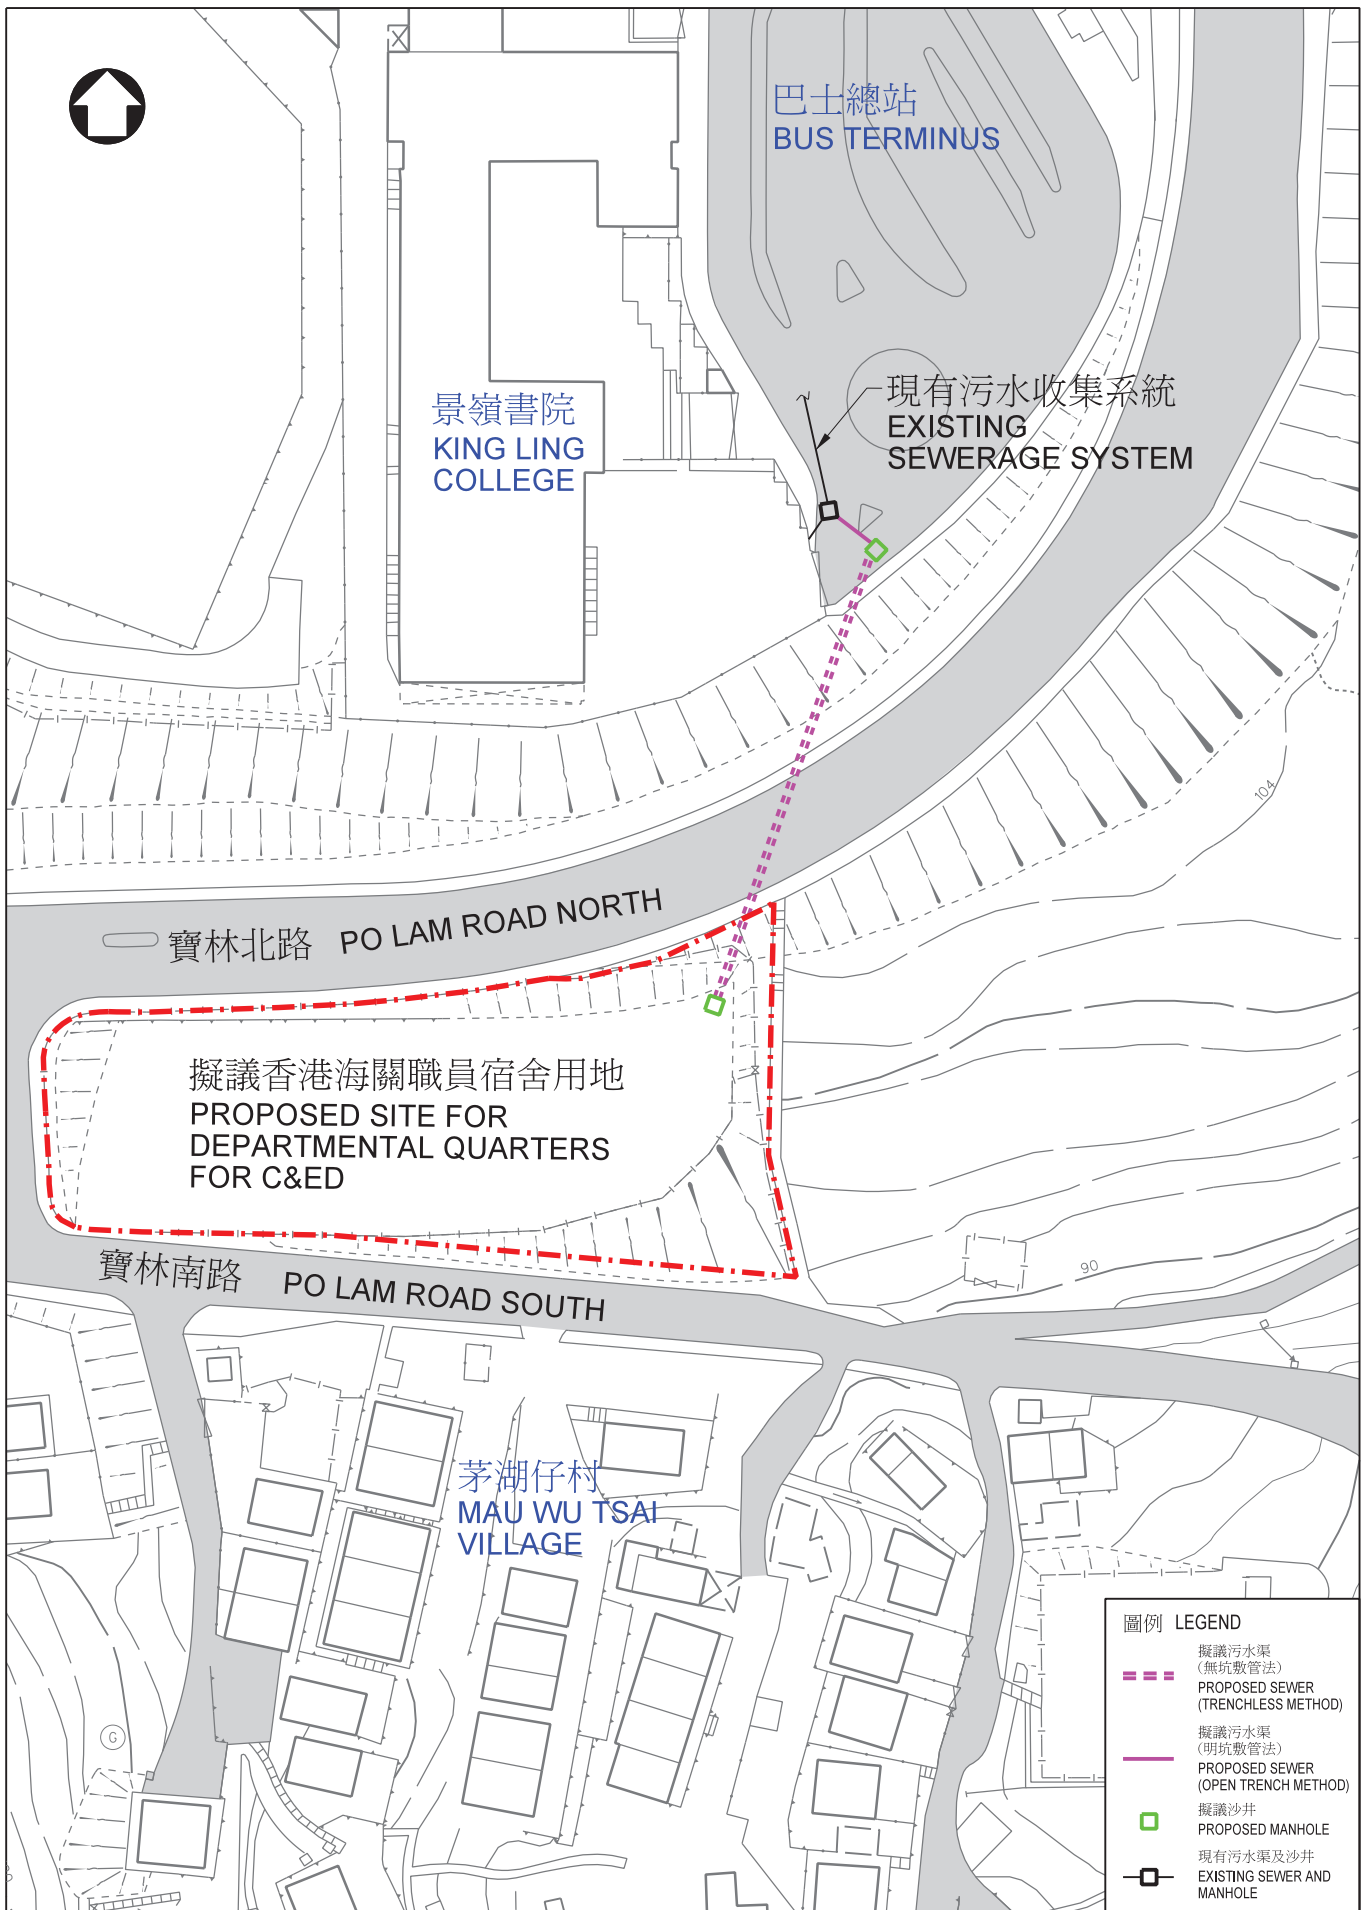 巴士總站
BUS TERMINUS
現有污水收集系統
EXISTING
SEWERAGE SYSTEM
景嶺書院
KING LING
COLLEGE
104
寶林北路 PO LAM ROAD NORTH
擬議香港海關職員宿舍用地
PROPOSED SITE FOR
DEPARTMENTAL QUARTERS
FOR C&ED
寶林南路 PO LAM ROAD SOUTH
90
茅湖仔村
MAU WU TSAI
VILLAGE
G
圖例 LEGEND
擬議污水渠
(無坑敷管法)
PROPOSED SEWER
(TRENCHLESS METHOD)
擬議污水渠
(明坑敷管法)
PROPOSED SEWER
(OPEN TRENCH METHOD)
擬議沙井
PROPOSED MANHOLE
現有污水渠及沙井
EXISTING SEWER AND
MANHOLE